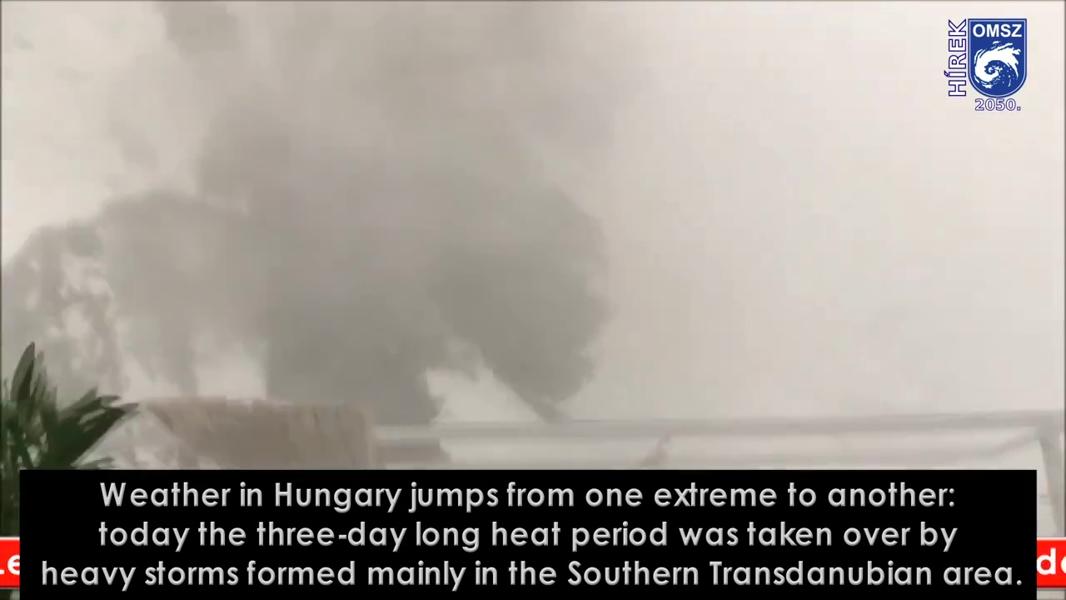 HÍREK
OMSZ
2050.
Weather in Hungary jumps from one extreme to another:
today the three-day long heat period was taken over by
heavy storms formed mainly in the Southern Transdanubian area.